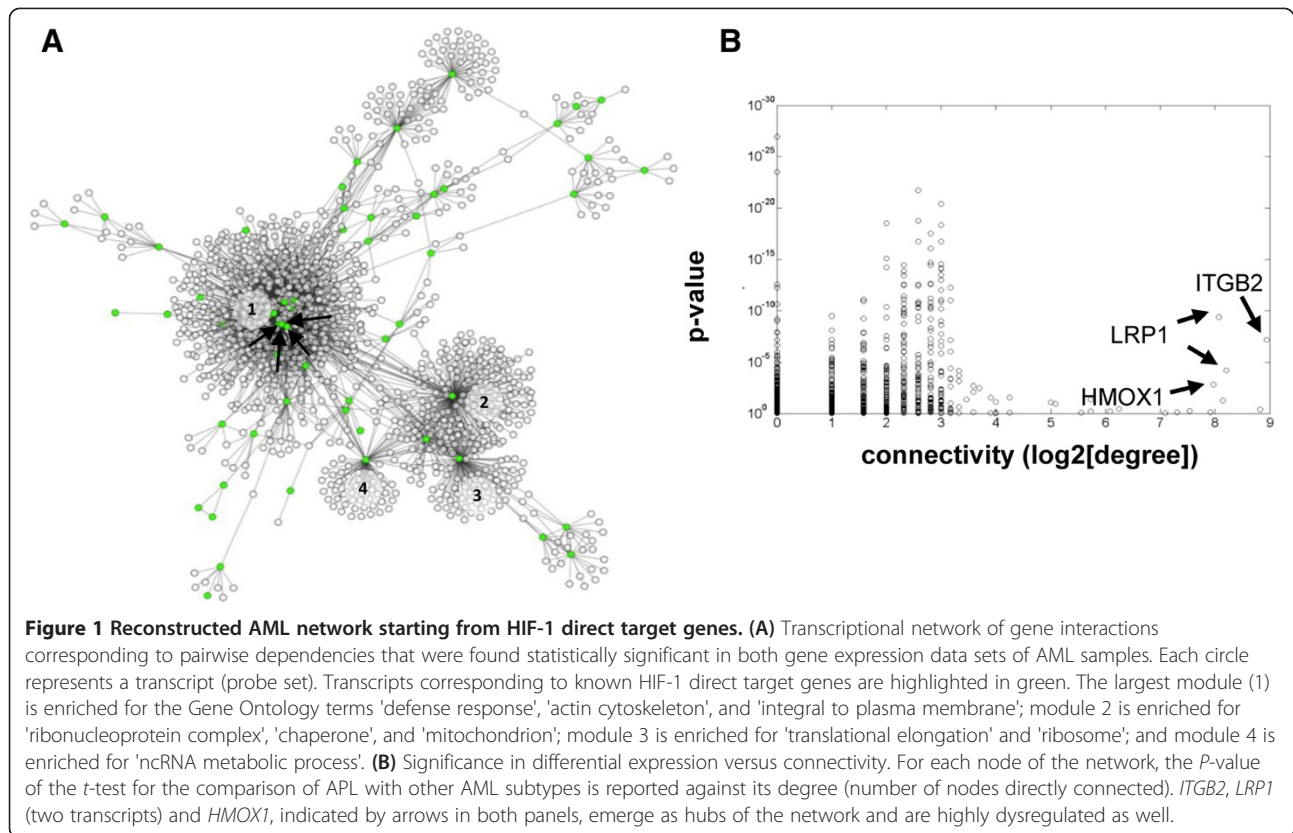 A
B
1
2
3
4
10-30
10-25
10-20
10-15
10-10
10-5
100
p-value
0 1 2 3 4 5 6 7 8 9
connectivity (log2[degree])
ITGB2
LRP1
HMOX1
Figure 1 Reconstructed AML network starting from HIF-1 direct target genes. (A) Transcriptional network of gene interactions
corresponding to pairwise dependencies that were found statistically significant in both gene expression data sets of AML samples. Each circle
represents a transcript (probe set). Transcripts corresponding to known HIF-1 direct target genes are highlighted in green. The largest module (1)
is enriched for the Gene Ontology terms 'defense response', 'actin cytoskeleton', and 'integral to plasma membrane'; module 2 is enriched for
'ribonucleoprotein complex', 'chaperone', and 'mitochondrion'; module 3 is enriched for 'translational elongation' and 'ribosome'; and module 4 is
enriched for 'ncRNA metabolic process'. (B) Significance in differential expression versus connectivity. For each node of the network, the P-value
of the t-test for the comparison of APL with other AML subtypes is reported against its degree (number of nodes directly connected). ITGB2, LRP1
(two transcripts) and HMOX1, indicated by arrows in both panels, emerge as hubs of the network and are highly dysregulated as well.